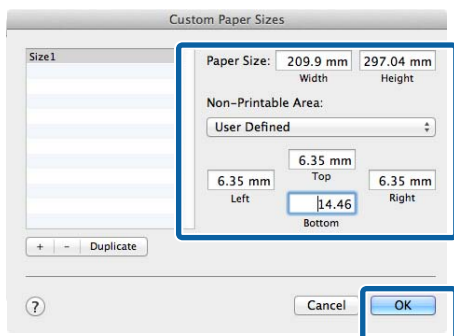 Custom Paper Sizes
Size1
Paper Size: 209.9 mm 297.04 mm
Width Height
Non-Printable Area:
User Defined
6.35 mm
Top
6.35 mm 6.35 mm
Left Right
14.46
Bottom
+ - Duplicate
? Cancel OK